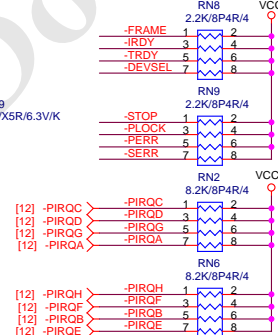 RN8 VCC
2.2K/8P4R/4
-FRAME 1 2
-IRDY 3 4
-TRDY 5 6
-DEVSEL 7 8
9
/X5R/6.3V/K
RN9
2.2K/8P4R/4
-STOP 1 2
-PLOCK 3 4
-PERR 5 6
-SERR 7 8
RN2 VCC
8.2K/8P4R/4
[12] -PIRQC -PIRQC 1 2
[12] -PIRQD -PIRQD 3 4
[12] -PIRQG -PIRQG 5 6
[12] -PIRQA -PIRQA 7 8
RN6
8.2K/8P4R/4
[12] -PIRQH -PIRQH 1 2
[12] -PIRQF -PIRQF 3 4
[12] -PIRQB -PIRQB 5 6
[12] -PIRQE -PIRQE 7 8